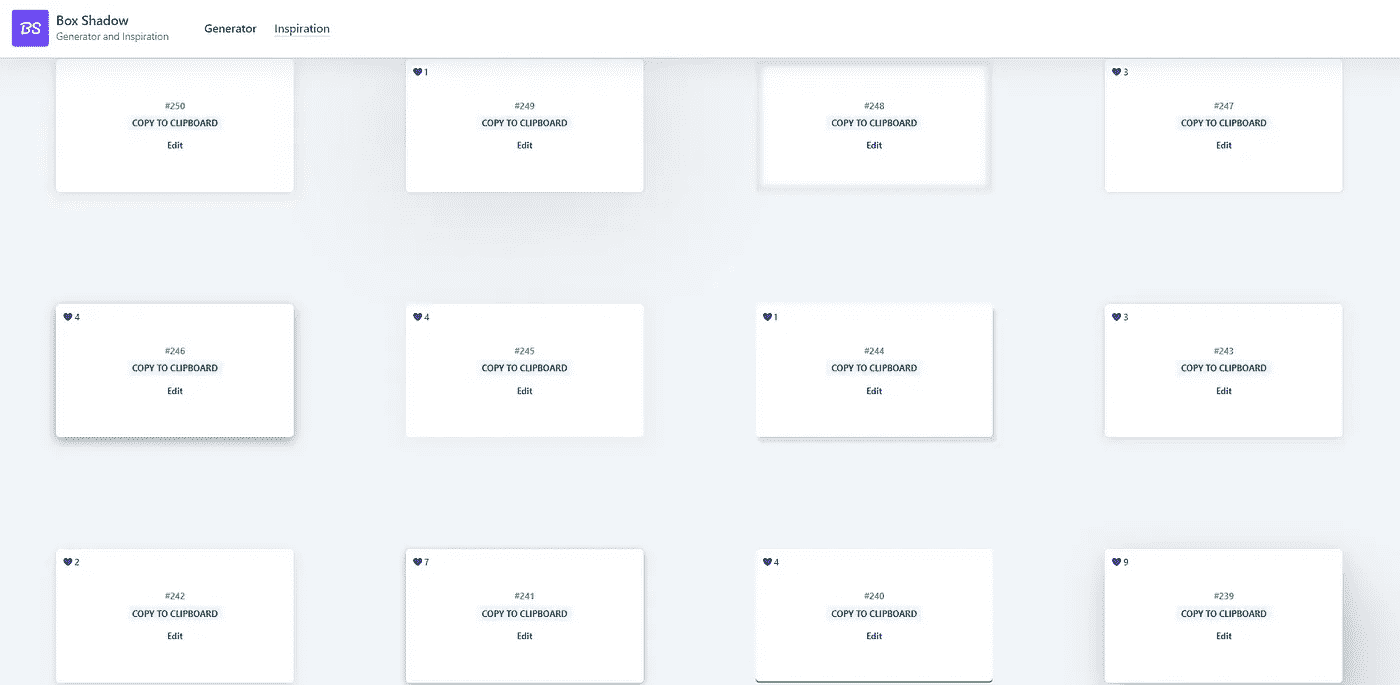 BS
Box Shadow
Generator and Inspiration
Generator
Inspiration
#250
COPY TO CLIPBOARD
Edit
1
#249
COPY TO CLIPBOARD
Edit
#248
COPY TO CLIPBOARD
Edit
3
#247
COPY TO CLIPBOARD
Edit
4
#246
COPY TO CLIPBOARD
Edit
4
#245
COPY TO CLIPBOARD
Edit
1
#244
COPY TO CLIPBOARD
Edit
3
#243
COPY TO CLIPBOARD
Edit
2
#242
COPY TO CLIPBOARD
Edit
7
#241
COPY TO CLIPBOARD
Edit
4
#240
COPY TO CLIPBOARD
Edit
9
#239
COPY TO CLIPBOARD
Edit